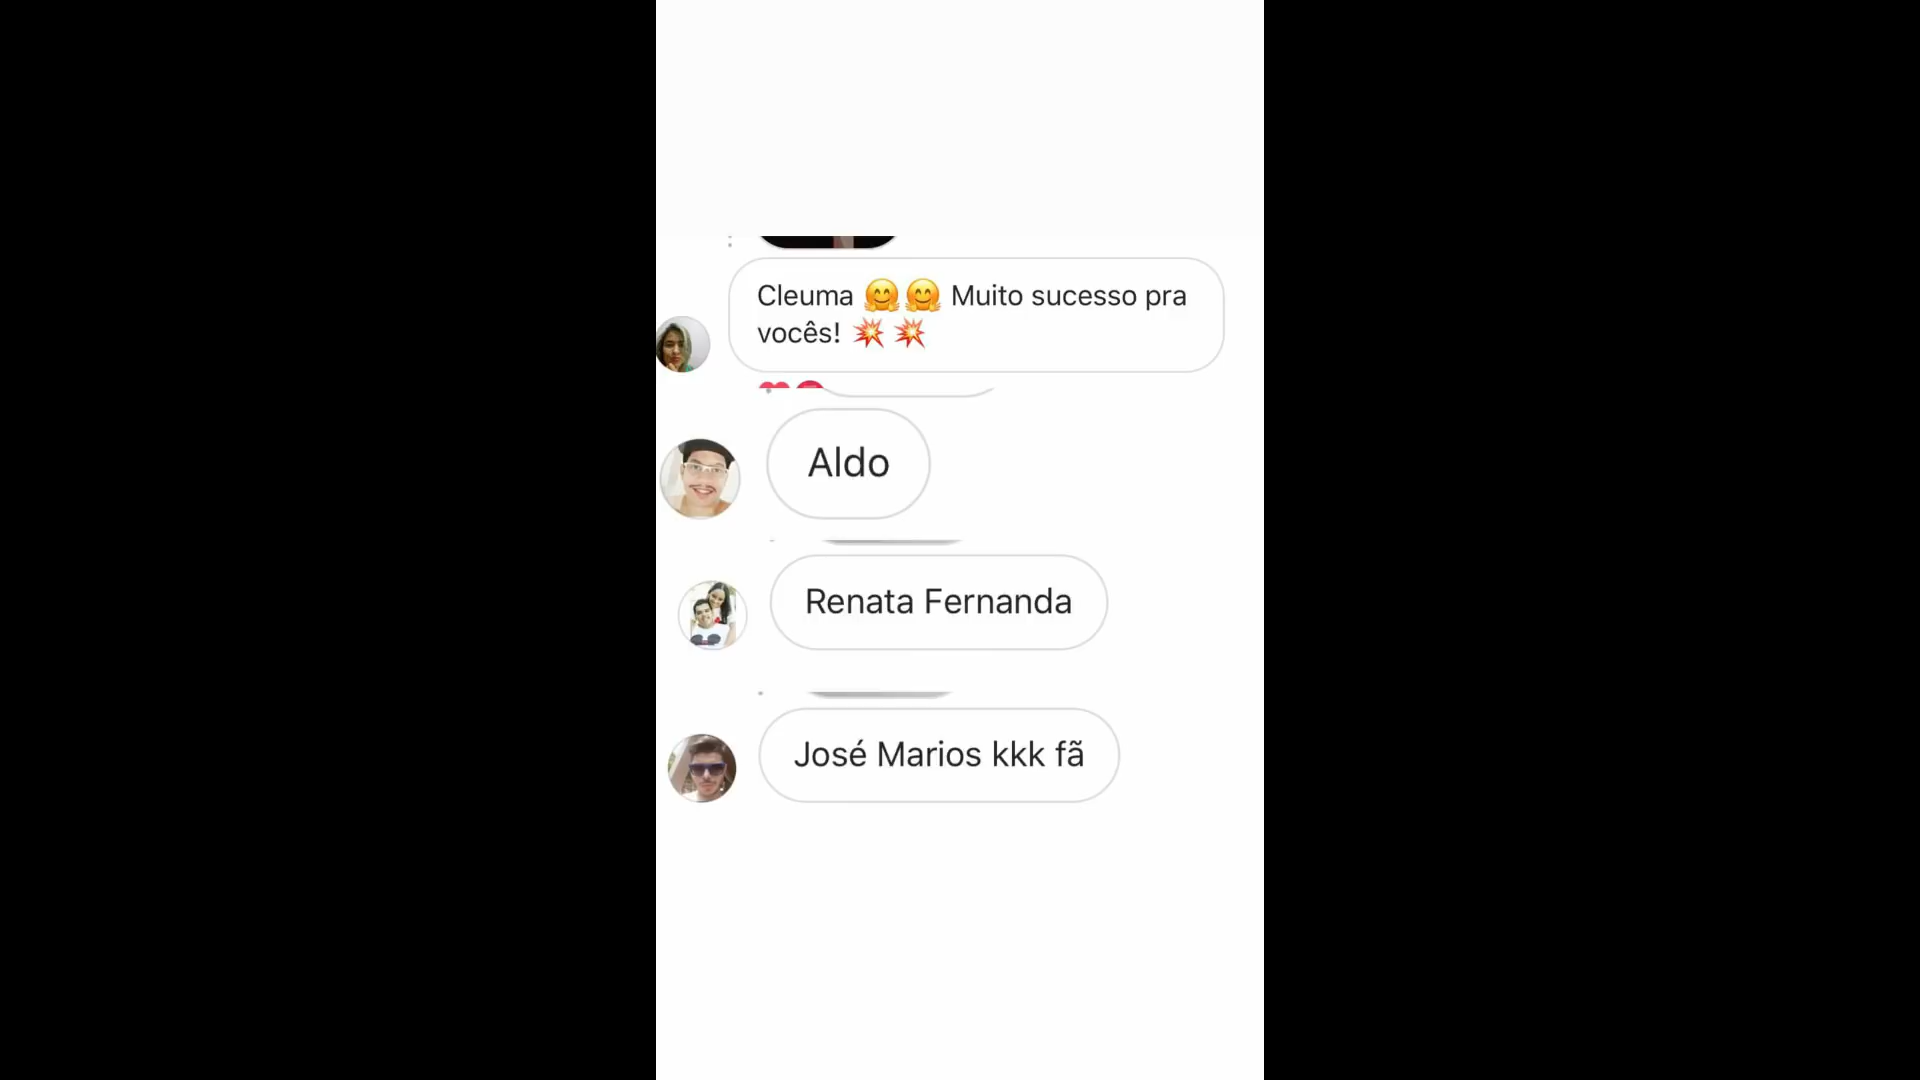 Cleuma 🤗🤗 Muito sucesso pra
vocês! 💥💥
Aldo
Renata Fernanda
José Marios kkk fã